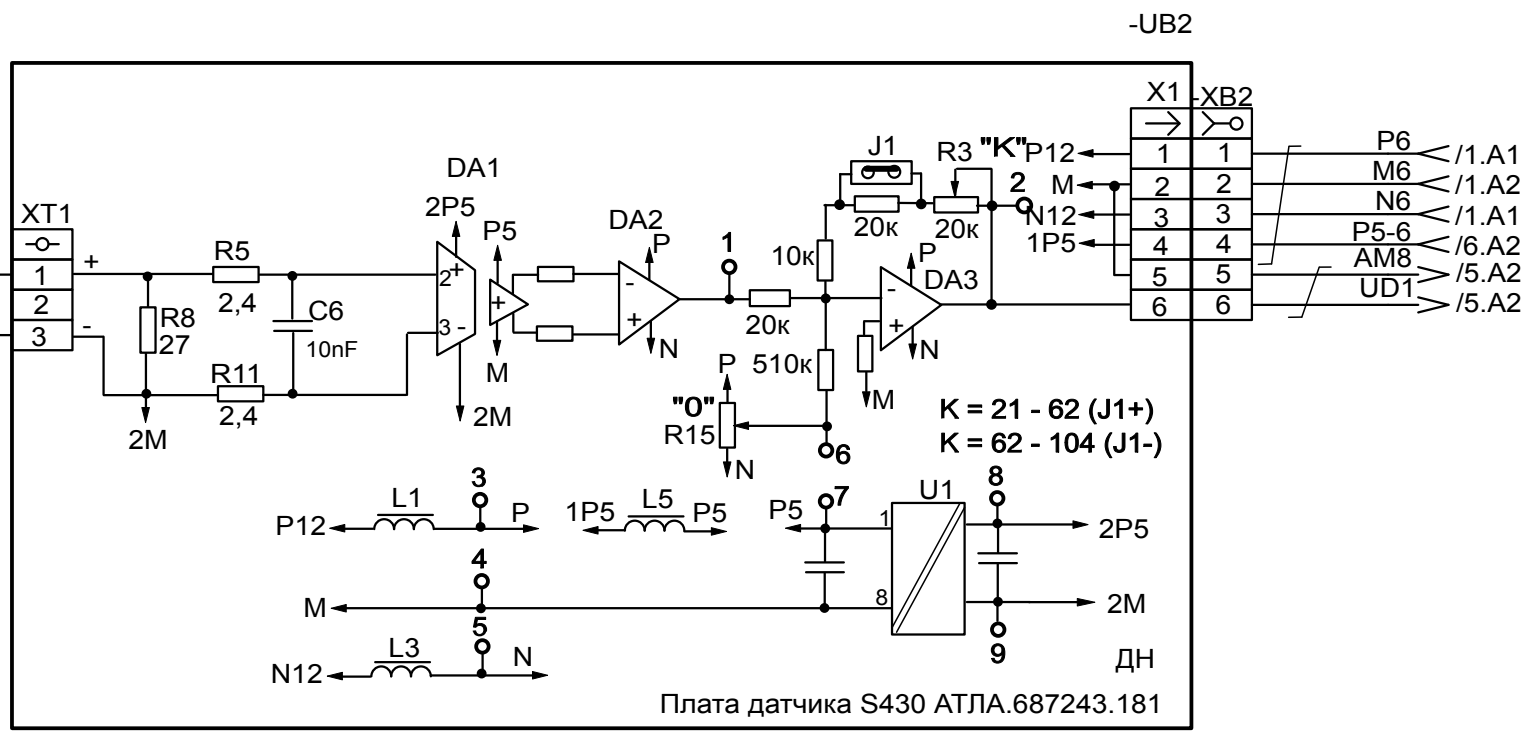 -UB2
X1
-XB2
1 1 P6 /1.A1
2 2 M6 /1.A2
3 3 N6 /1.A1
4 4 P5-6 /6.A2
5 5 AM8 /5.A2
6 6 UD1 /5.A2
P12
M
N12
1P5
J1
R3 "K"
2
20к
20к
10к
DA1
2P5
P5
DA2
P
1
P
DA3
XT1
1
2
3
+
-
R5
2,4
R8
27
C6
10nF
R11
2,4
2M
2 +
3 -
2M
+
M
-
+
N
20к
-
+
N
M
510к
P
"0"
R15
N
6
K = 21 - 62 (J1+)
K = 62 - 104 (J1-)
P12
L1
3
P
1P5
L5
P5
P5
7
1
U1
8
2P5
M
4
8
2M
9
N12
L3
5
N
ДН
Плата датчика S430 АТЛА.687243.181